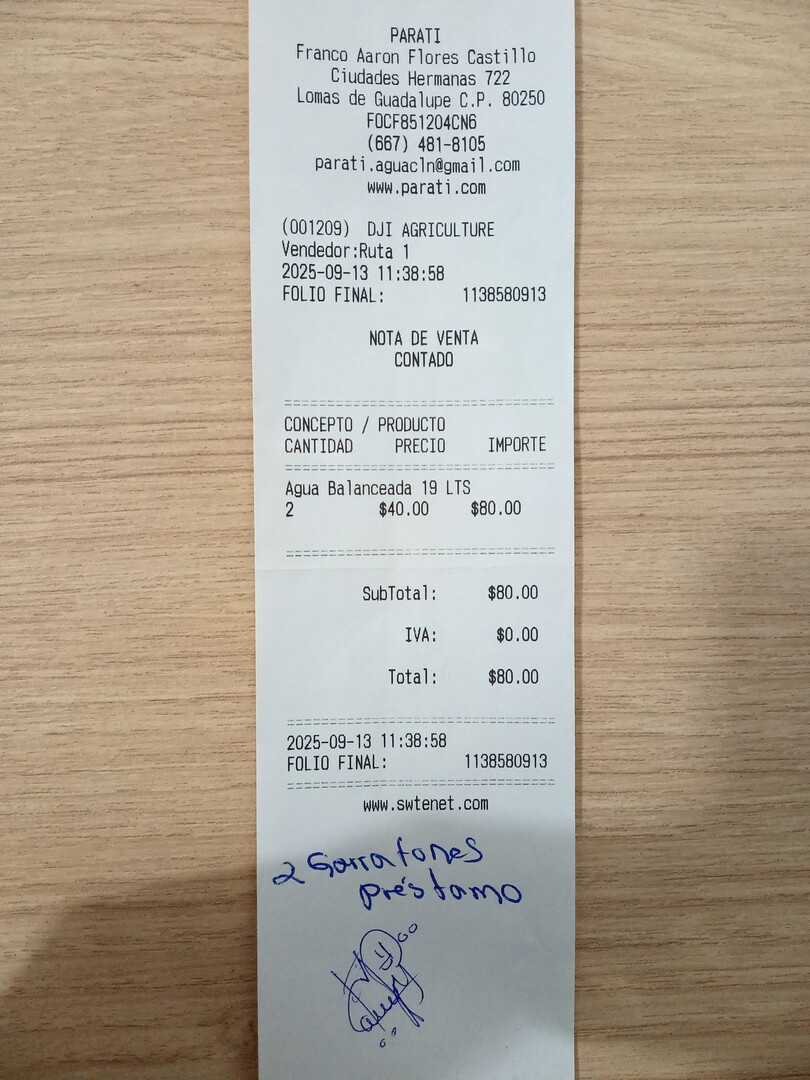 PARATI
Franco Aaron Flores Castillo
Ciudades Hermanas 722
Lomas de Guadalupe C.P. 80250
FOCF851204CN6
(667) 481-8105
parati.aguacln@gmail.com
www.parati.com
(001209) DJI AGRICULTURE
Vendedor:Ruta 1
2025-09-13 11:38:58
FOLIO FINAL: 1138580913
NOTA DE VENTA
CONTADO
CONCEPTO / PRODUCTO
CANTIDAD PRECIO IMPORTE
Agua Balanceada 19 LTS
2 $40.00 $80.00
SubTotal: $80.00
IVA: $0.00
Total: $80.00
2025-09-13 11:38:58
FOLIO FINAL: 1138580913
www.swtenet.com
2 Garrafones
préstamo